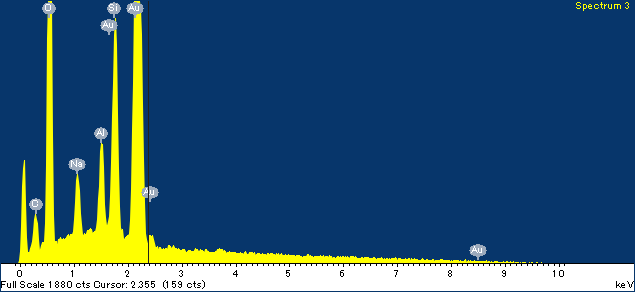 Spectrum 3
O Si Au
Au
Al
Na
Au
C
Au
0 1 2 3 4 5 6 7 8 9 10
Full Scale 1880 cts Cursor: 2.355 (159 cts) keV